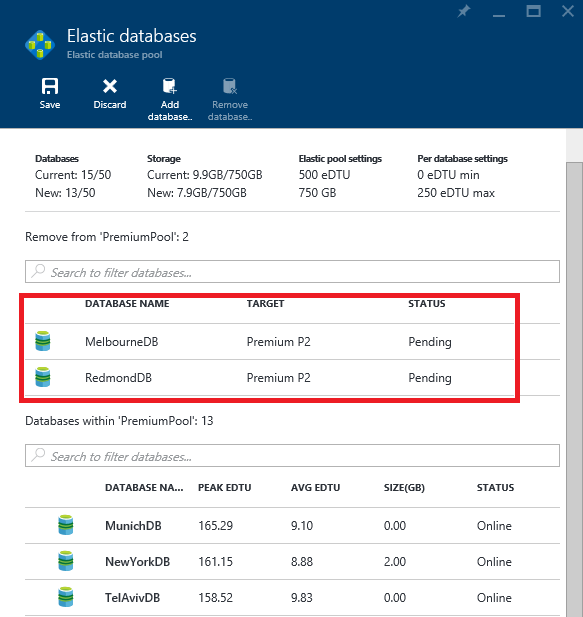 Elastic databases
Elastic database pool
Save Discard Add database.. Remove database..
Databases Storage Elastic pool settings Per database settings
Current: 15/50 Current: 9.9GB/750GB 500 eDTU 0 eDTU min
New: 13/50 New: 7.9GB/750GB 750 GB 250 eDTU max
Remove from 'PremiumPool': 2
Search to filter databases...
DATABASE NAME TARGET STATUS
MelbourneDB Premium P2 Pending
RedmondDB Premium P2 Pending
Databases within 'PremiumPool': 13
Search to filter databases...
DATABASE NA... PEAK EDTU AVG EDTU SIZE(GB) STATUS
MunichDB 165.29 9.10 0.00 Online
NewYorkDB 161.15 8.88 2.00 Online
TelAvivDB 158.52 9.83 0.00 Online